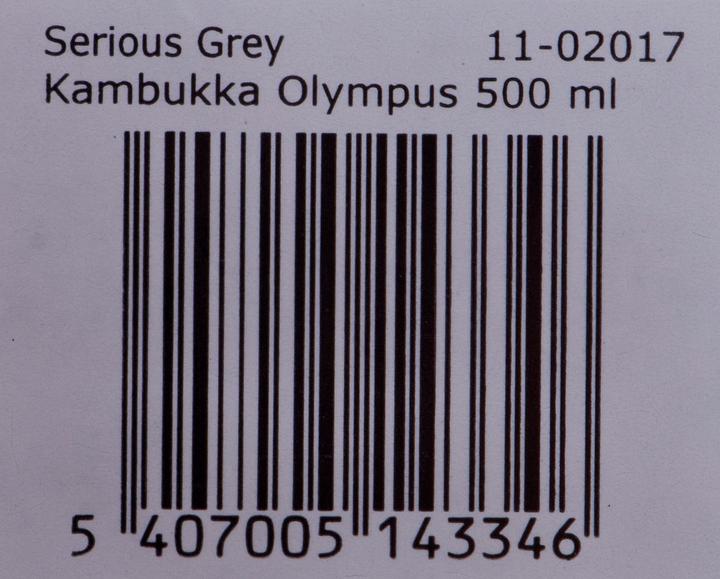 Serious Grey 11-02017
Kambukka Olympus 500 ml
5 407005 143346